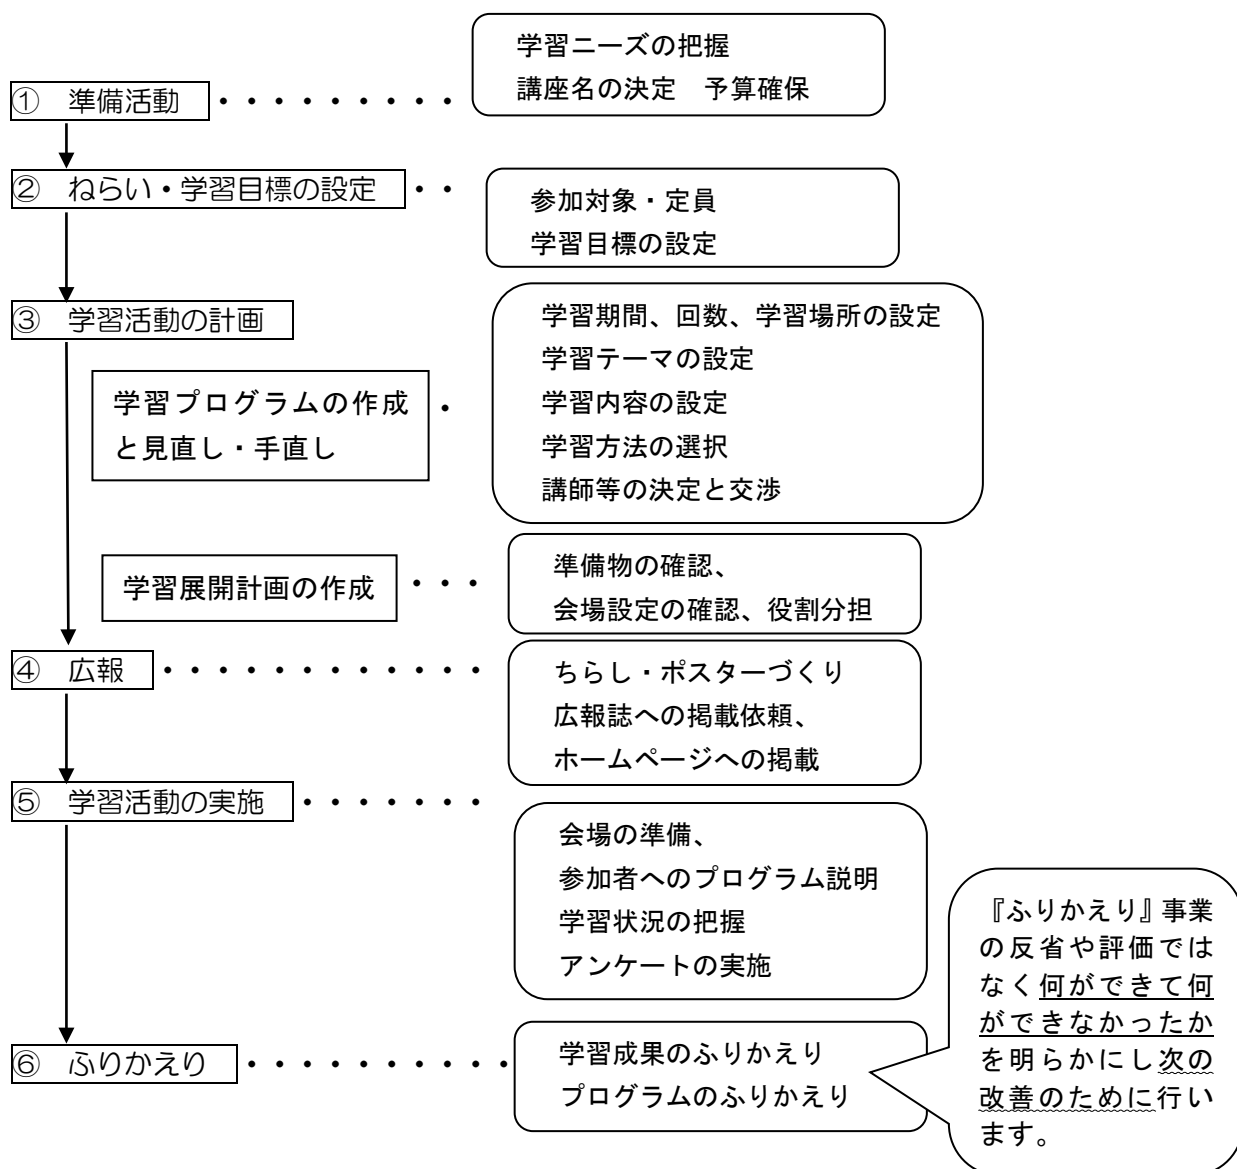 学習ニーズの把握
講座名の決定　予算確保
①　準備活動 ・・・・・・・・・
②　ねらい・学習目標の設定 ・・
参加対象・定員
学習目標の設定
③　学習活動の計画
学習期間、回数、学習場所の設定
学習テーマの設定
学習内容の設定
学習方法の選択
講師等の決定と交渉
学習プログラムの作成 ・
と見直し・手直し
学習展開計画の作成 ・・・
準備物の確認、
会場設定の確認、役割分担
④　広報 ・・・・・・・・・・・・
ちらし・ポスターづくり
広報誌への掲載依頼、
ホームページへの掲載
⑤　学習活動の実施 ・・・・・・・
会場の準備、
参加者へのプログラム説明
学習状況の把握
アンケートの実施
⑥　ふりかえり ・・・・・・・・・・
学習成果のふりかえり
プログラムのふりかえり
『ふりかえり』事業
の反省や評価では
なく何ができて何
ができなかったか
を明らかにし次の
改善のために行い
ます。